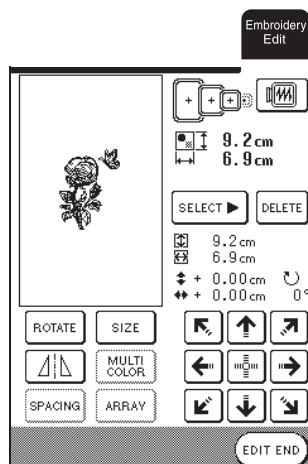 Embroidery
Edit
9.2cm
6.9cm
SELECT ▶ DELETE
9.2cm
6.9cm
+ 0.00cm
+ 0.00cm 0°
ROTATE SIZE
MULTI
COLOR
SPACING ARRAY
EDIT END